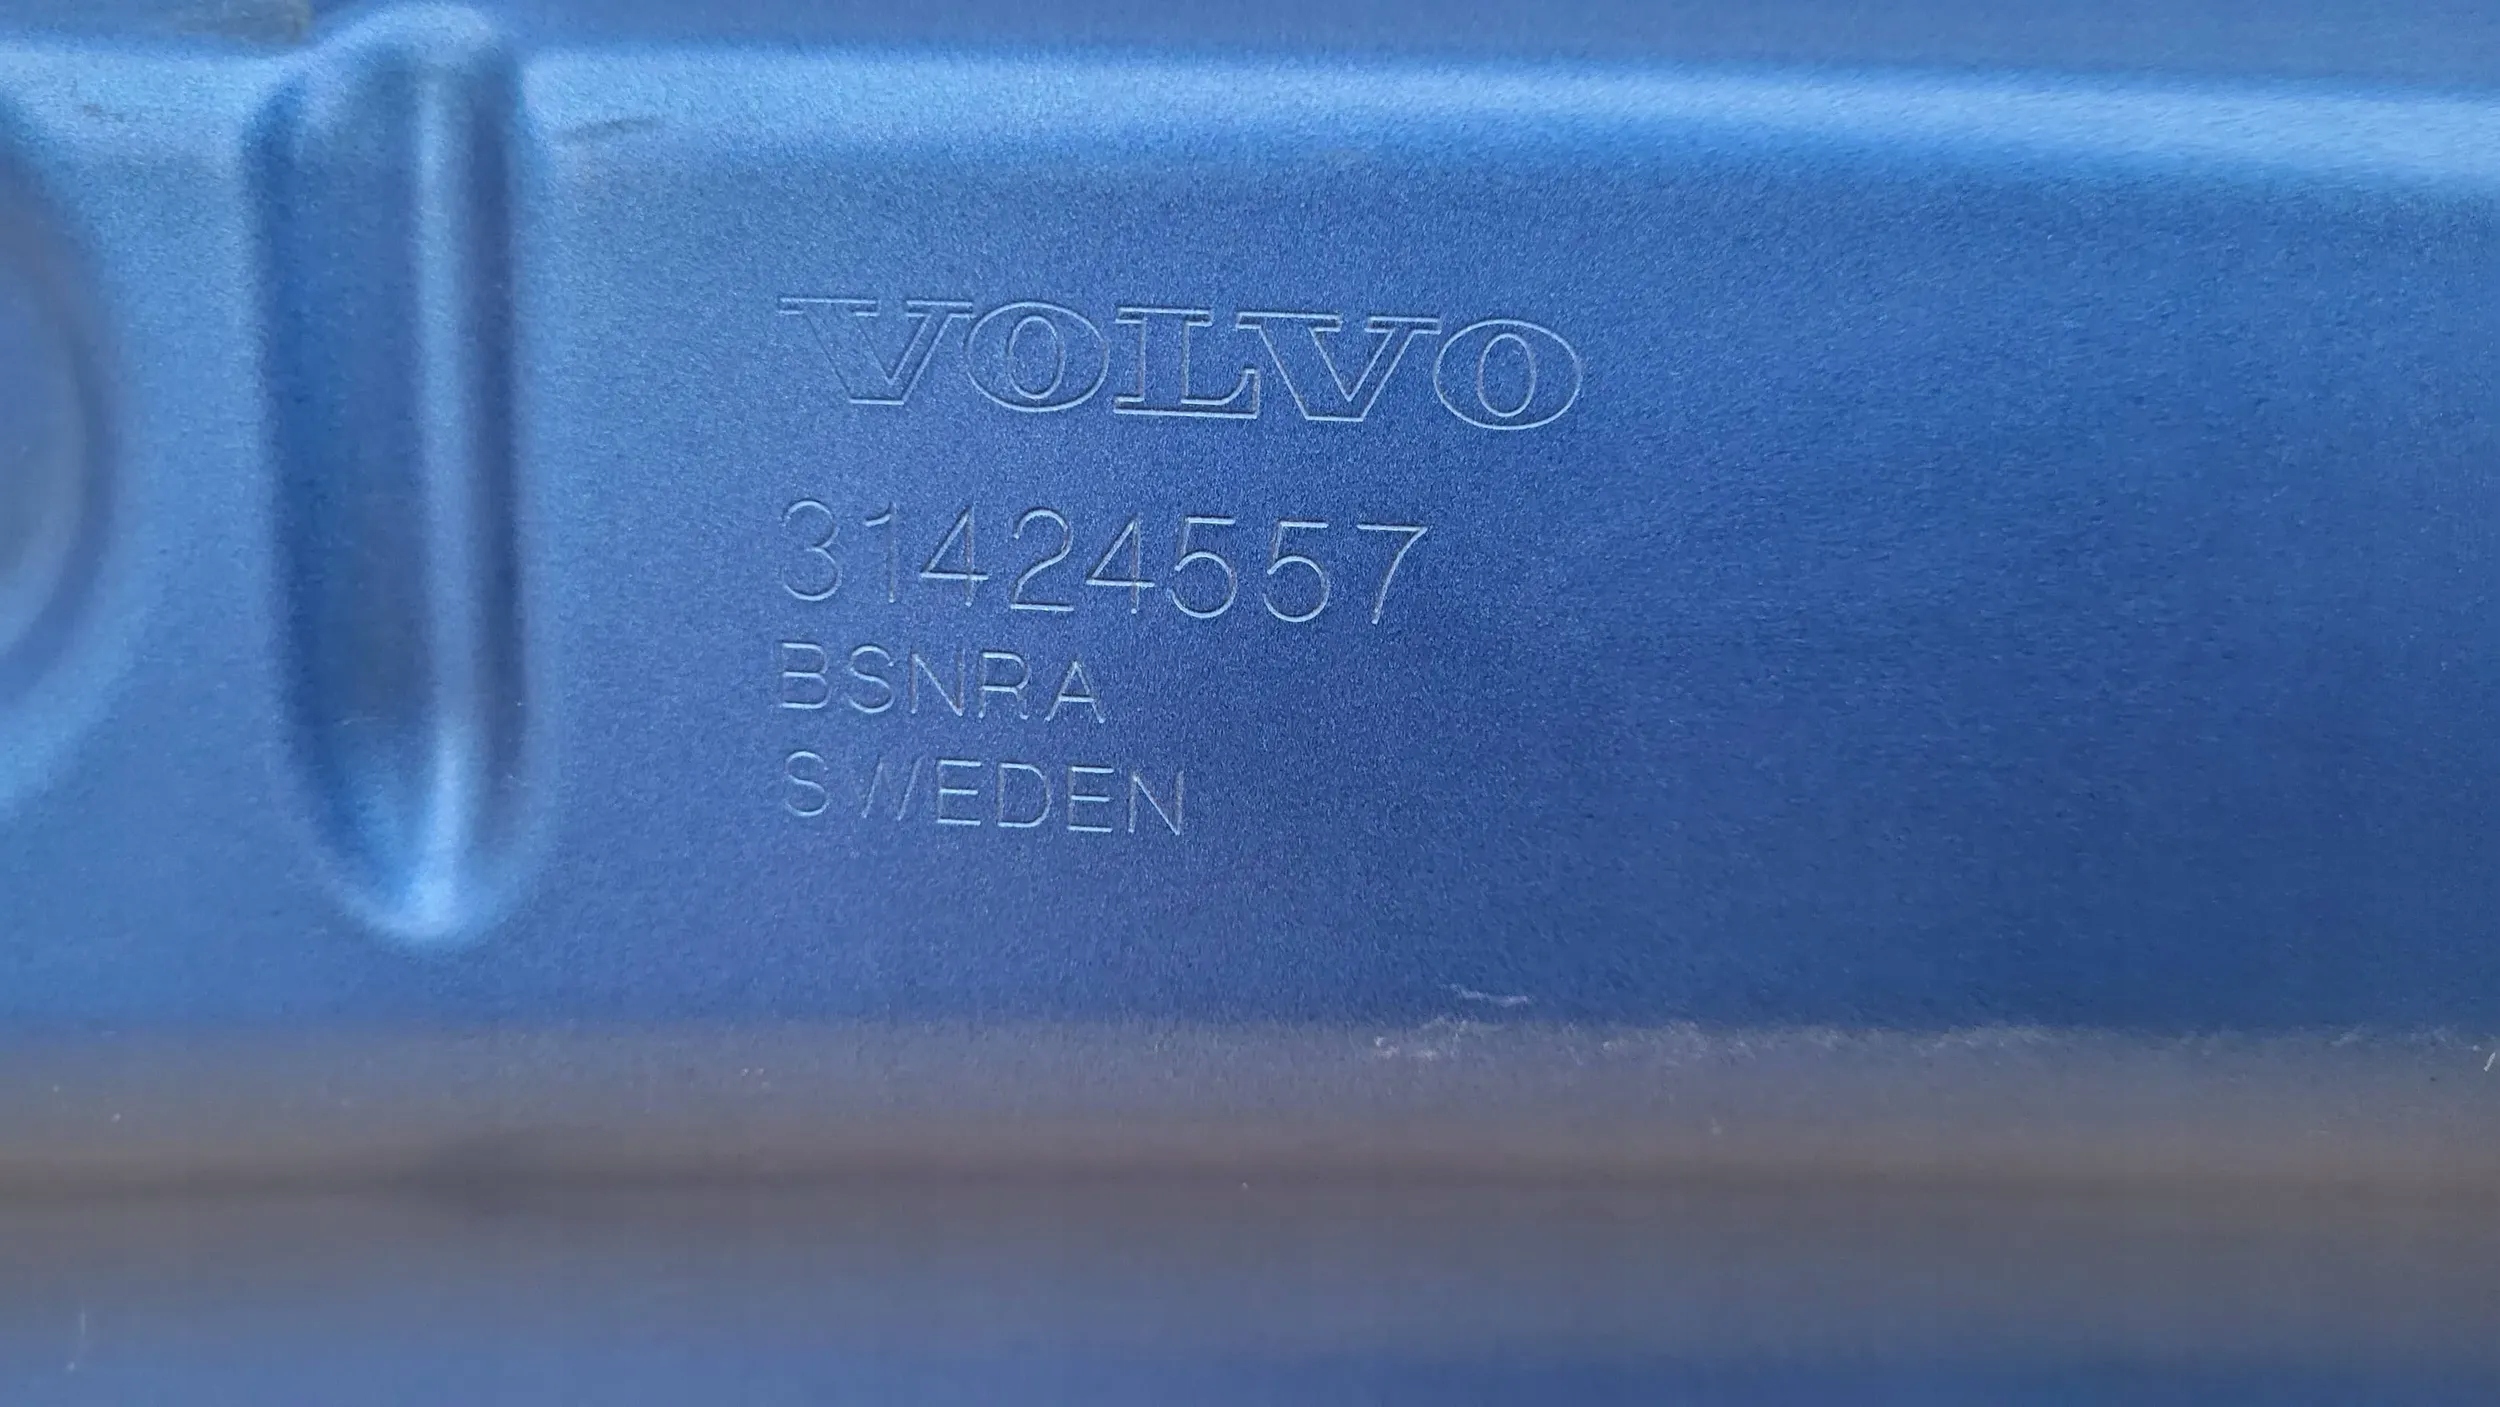 VOLVO
31424557
BSNRA
SWEDEN